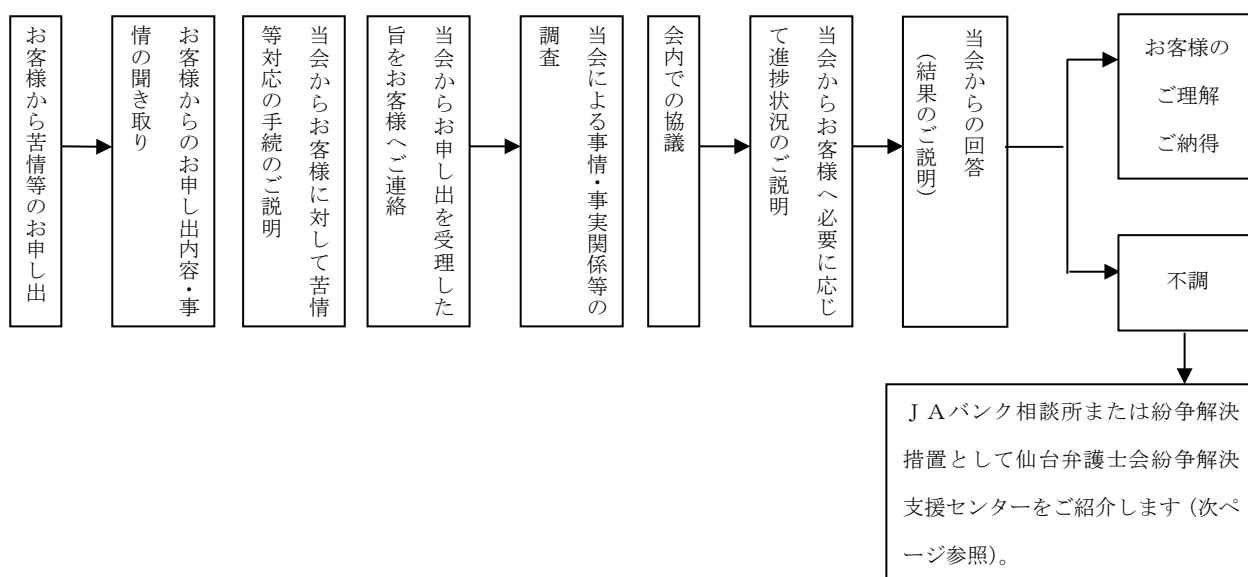 お客様から苦情等のお申し出
お客様からのお申し出内容・事
情の聞き取り
当会からお客様に対して苦情
等対応の手続のご説明
当会からお申し出を受理した
旨をお客様へご連絡
当会による事情・事実関係等の
調査
会内での協議
当会からお客様へ必要に応じ
て進捗状況のご説明
当会からの回答
（結果のご説明）
お客様の
ご理解
ご納得
不調
ＪＡバンク相談所または紛争解決
措置として仙台弁護士会紛争解決
支援センターをご紹介します（次ペ
ージ参照）。